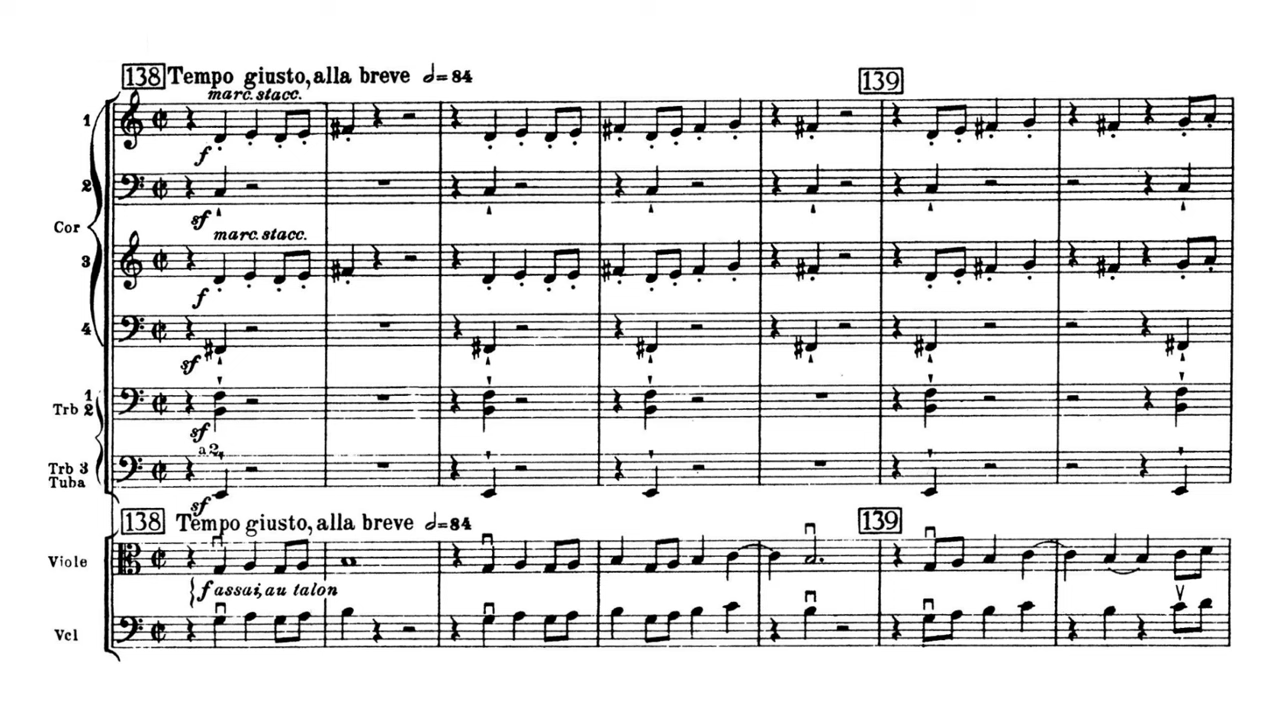 138 Tempo giusto, alla breve 𝅗𝅥=84
139
marc. stacc.
1
f
2
sf
Cor
marc. stacc.
3
f
4
sf
Trb 1 2
sf
a 2
Trb 3
Tuba
sf
138 Tempo giusto, alla breve 𝅗𝅥=84
139
Viole
f assai, au talon
Vcl